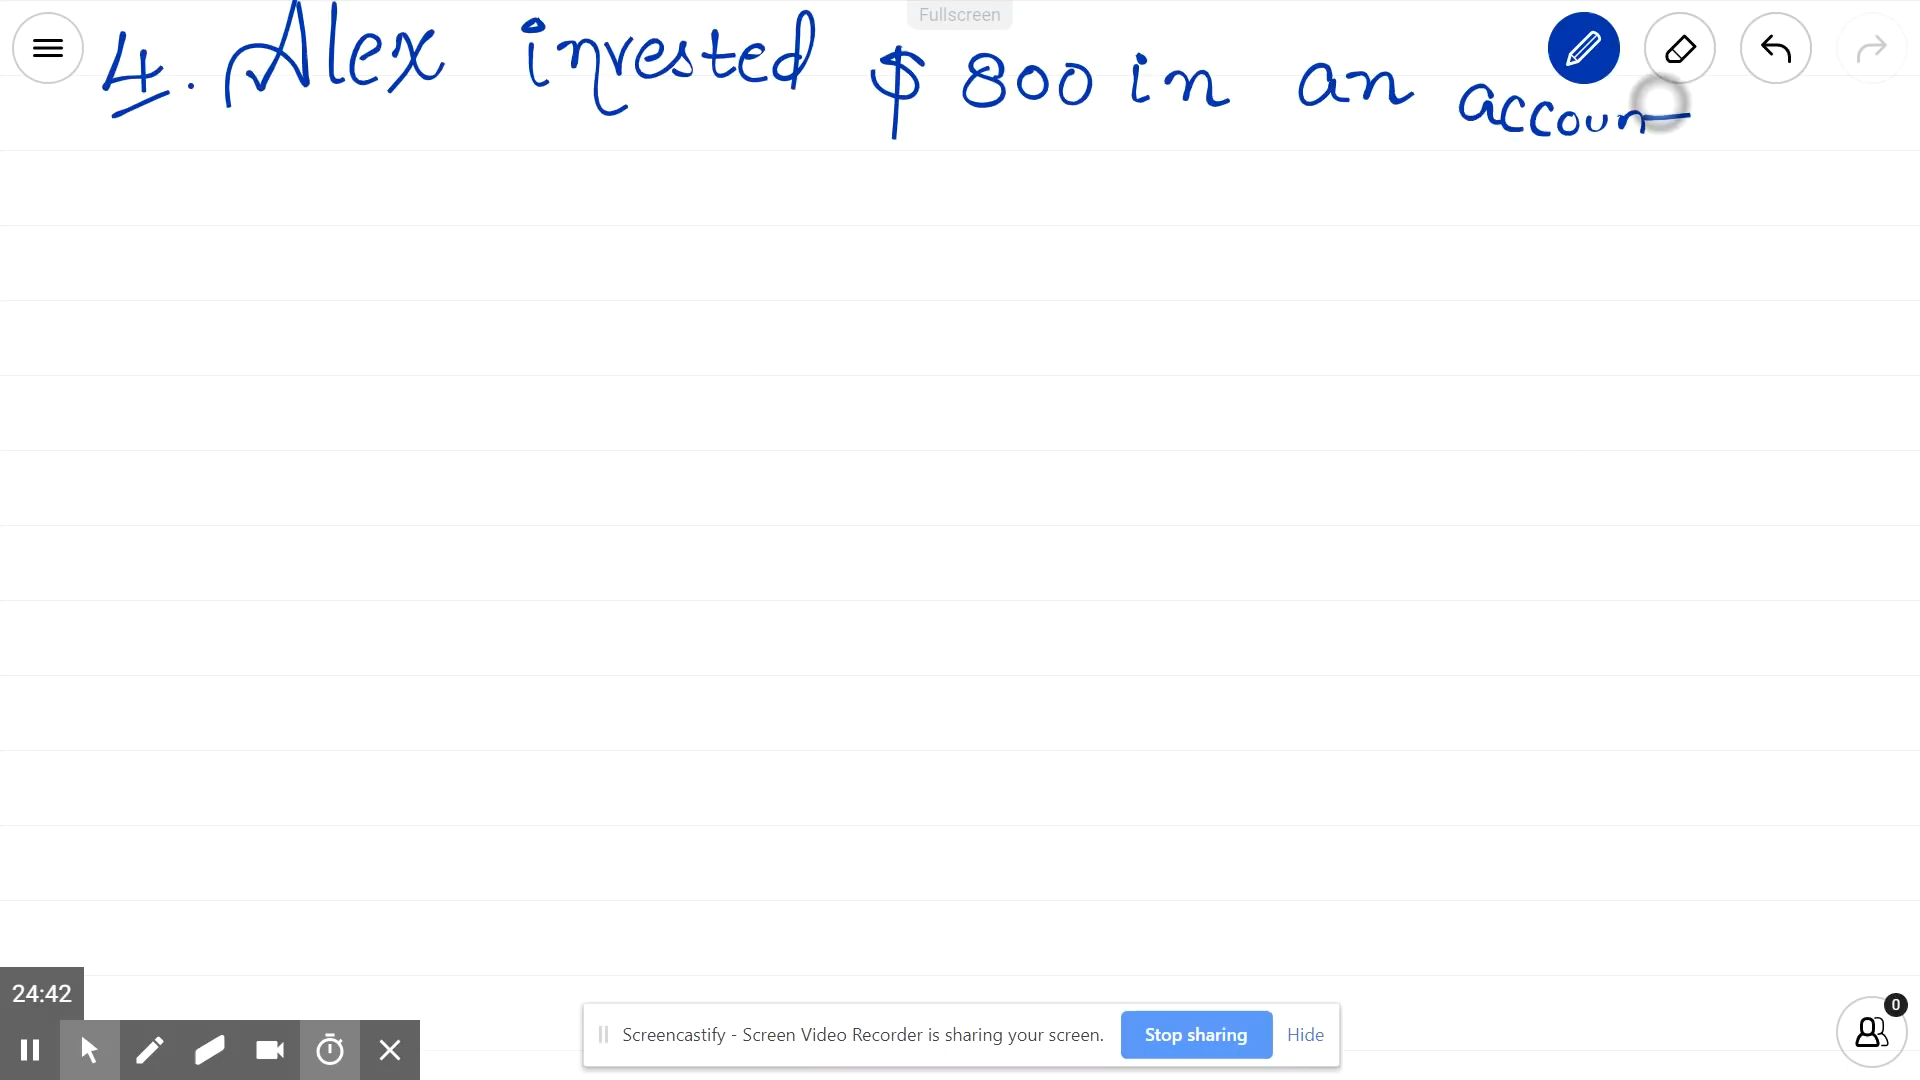 Fullscreen
4. Alex invested $ 800 in an accoun
24:42
Screencastify - Screen Video Recorder is sharing your screen.
Stop sharing
Hide
0